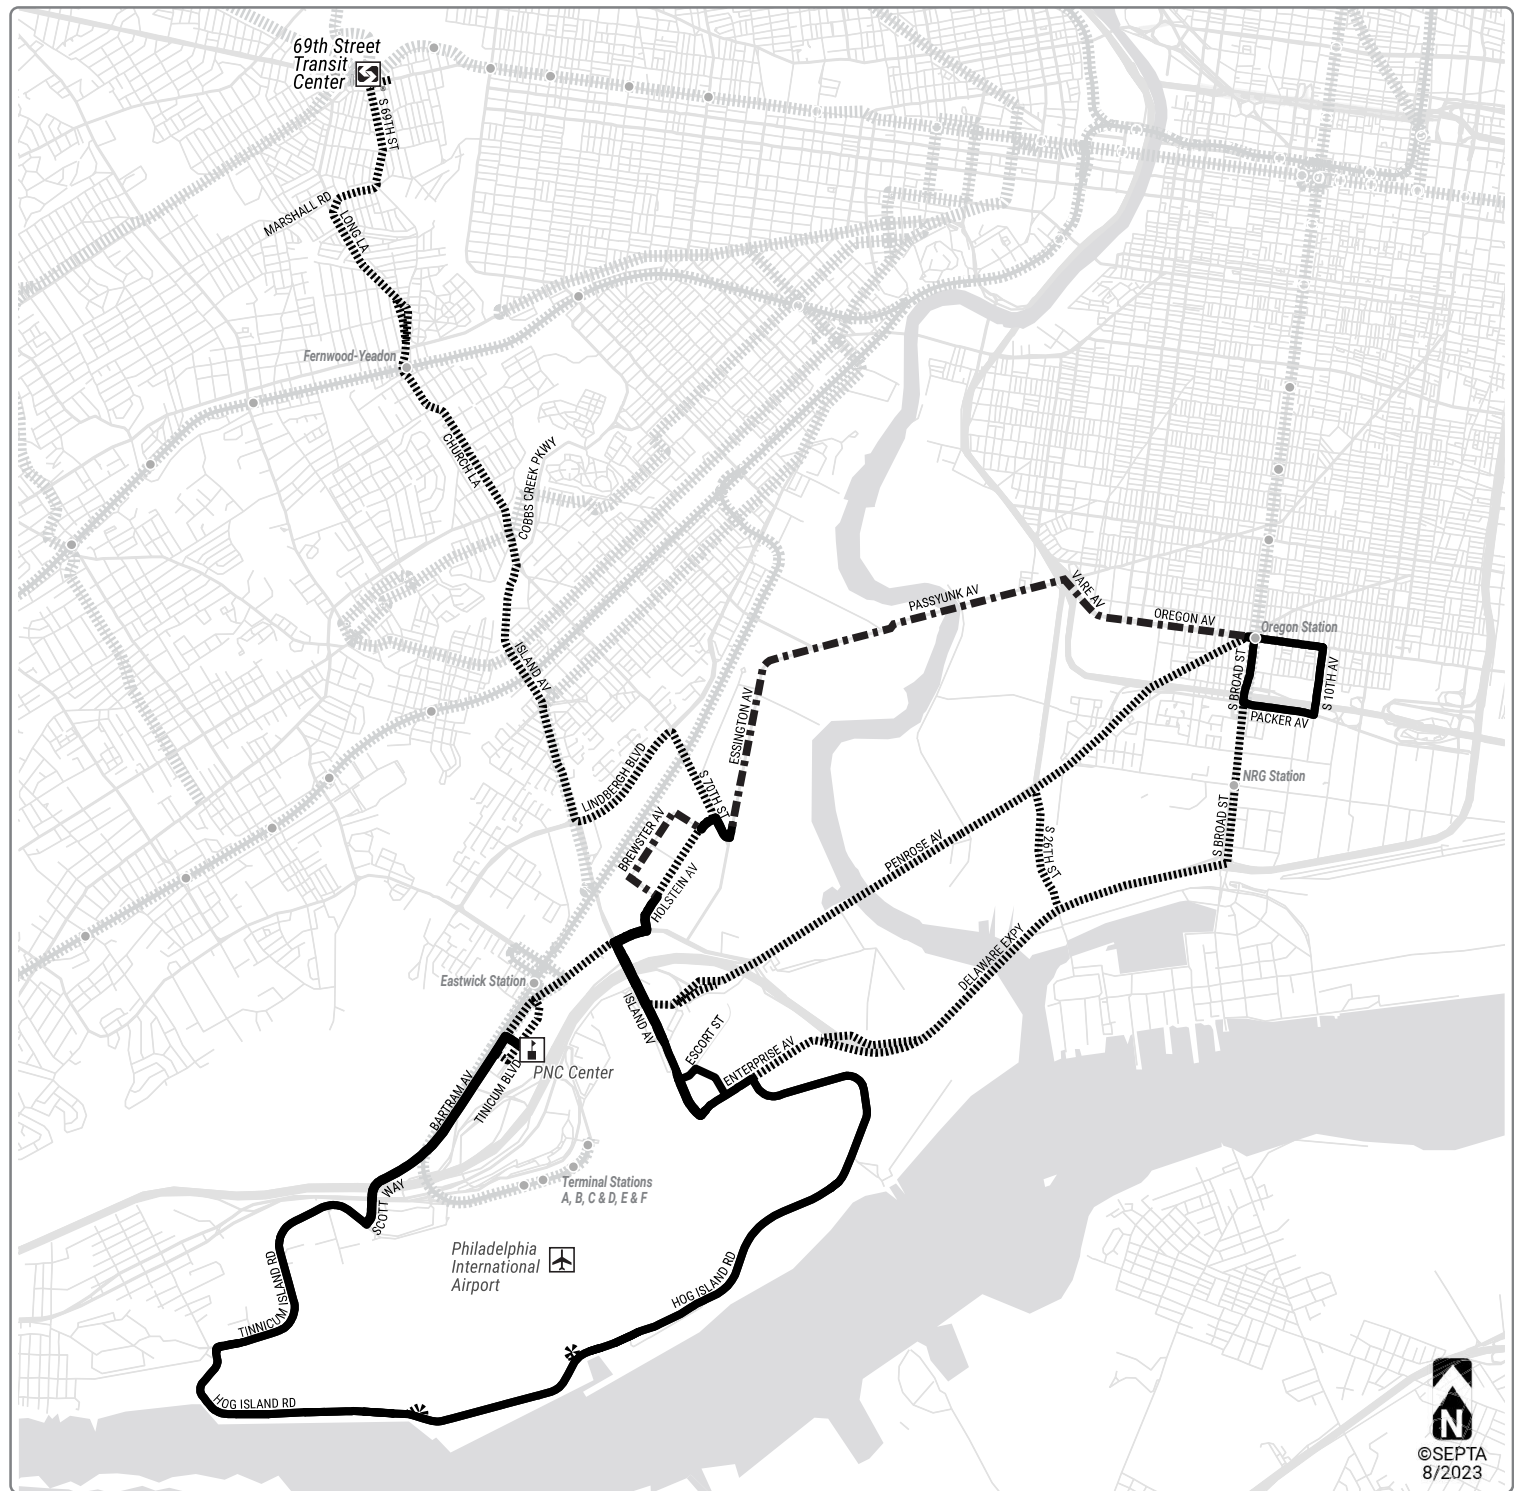 69th Street
Transit
Center
S 69TH ST
MARSHALL RD
LONG LA
Fernwood-Yeadon
CHURCH LA
COBBS CREEK PKWY
ISLAND AV
PASSYUNK AV
VARE AV
OREGON AV
Oregon Station
S BROAD ST
S 10TH AV
PACKER AV
ESSINGTON AV
LINDBERGH BLVD
S 70TH ST
NRG Station
BREWSTER AV
S BROAD ST
S 26TH ST
PENROSE AV
HOLSTEIN AV
DELAWARE EXPY
Eastwick Station
ISLAND AV
ESCORT ST
ENTERPRISE AV
PNC Center
TINICUM BLVD
BARTRAM AV
Terminal Stations
A, B, C & D, E & F
SCOTT WAY
Philadelphia
International
Airport
TINNICUM ISLAND RD
HOG ISLAND RD
HOG ISLAND RD
N
©SEPTA
8/2023